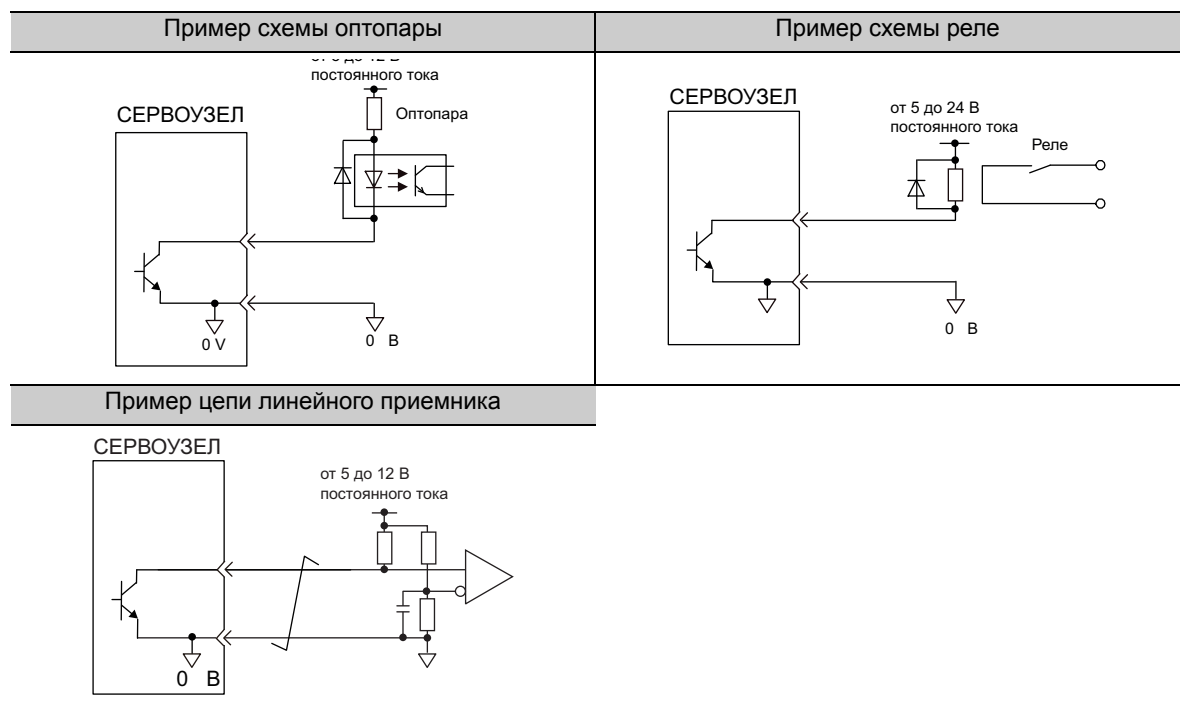 Пример схемы оптопары
Пример схемы реле
постоянного тока
СЕРВОУЗЕЛ
Оптопара
0 V
0 В
СЕРВОУЗЕЛ
от 5 до 24 В
постоянного тока
Реле
0 В
Пример цепи линейного приемника
СЕРВОУЗЕЛ
от 5 до 12 В
постоянного тока
0 В